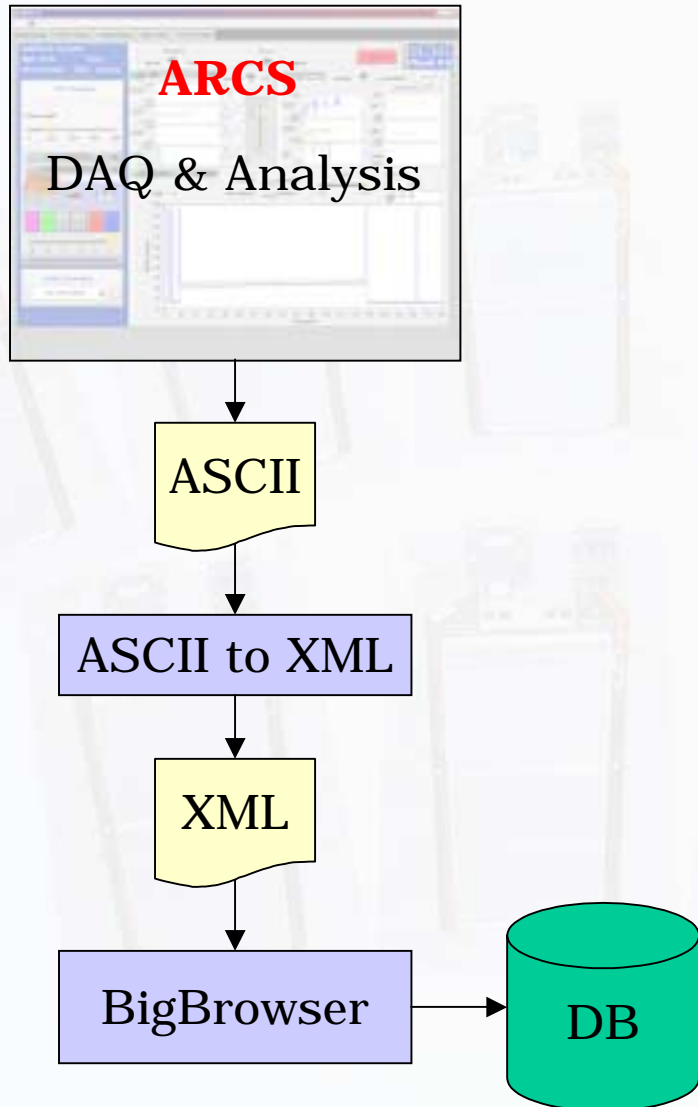 ARCS
DAQ & Analysis
ASCII
ASCII to XML
XML
BigBrowser
DB